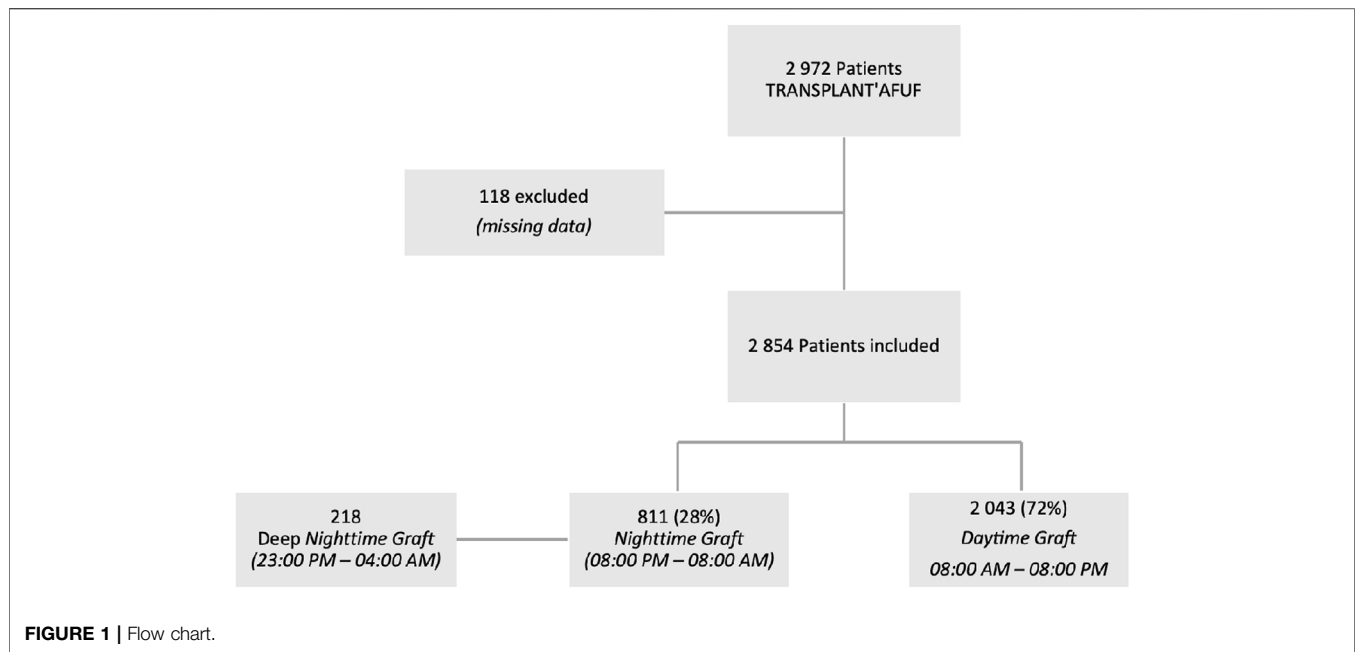 2 972 Patients
TRANSPLANT'AFUF
118 excluded
(missing data)
2 854 Patients included
218
Deep Nighttime Graft
(23:00 PM – 04:00 AM)
811 (28%)
Nighttime Graft
(08:00 PM – 08:00 AM)
2 043 (72%)
Daytime Graft
08:00 AM – 08:00 PM
FIGURE 1 | Flow chart.